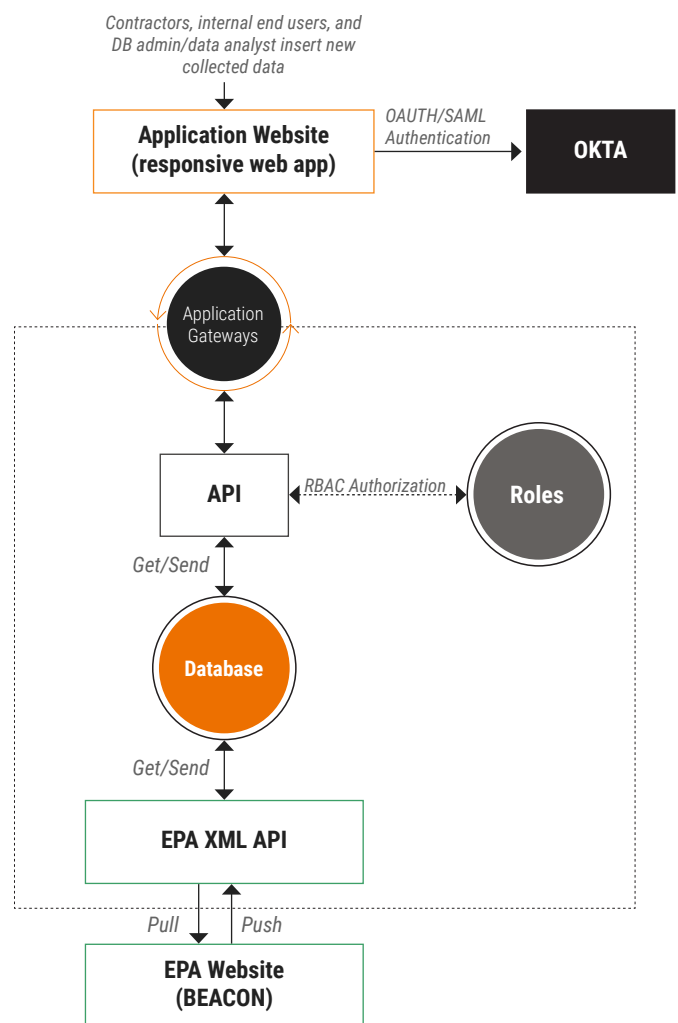 Contractors, internal end users, and
DB admin/data analyst insert new
collected data
Application Website
(responsive web app)
OAUTH/SAML
Authentication
OKTA
Application
Gateways
API
RBAC Authorization
Roles
Get/Send
Database
Get/Send
EPA XML API
Pull
Push
EPA Website
(BEACON)